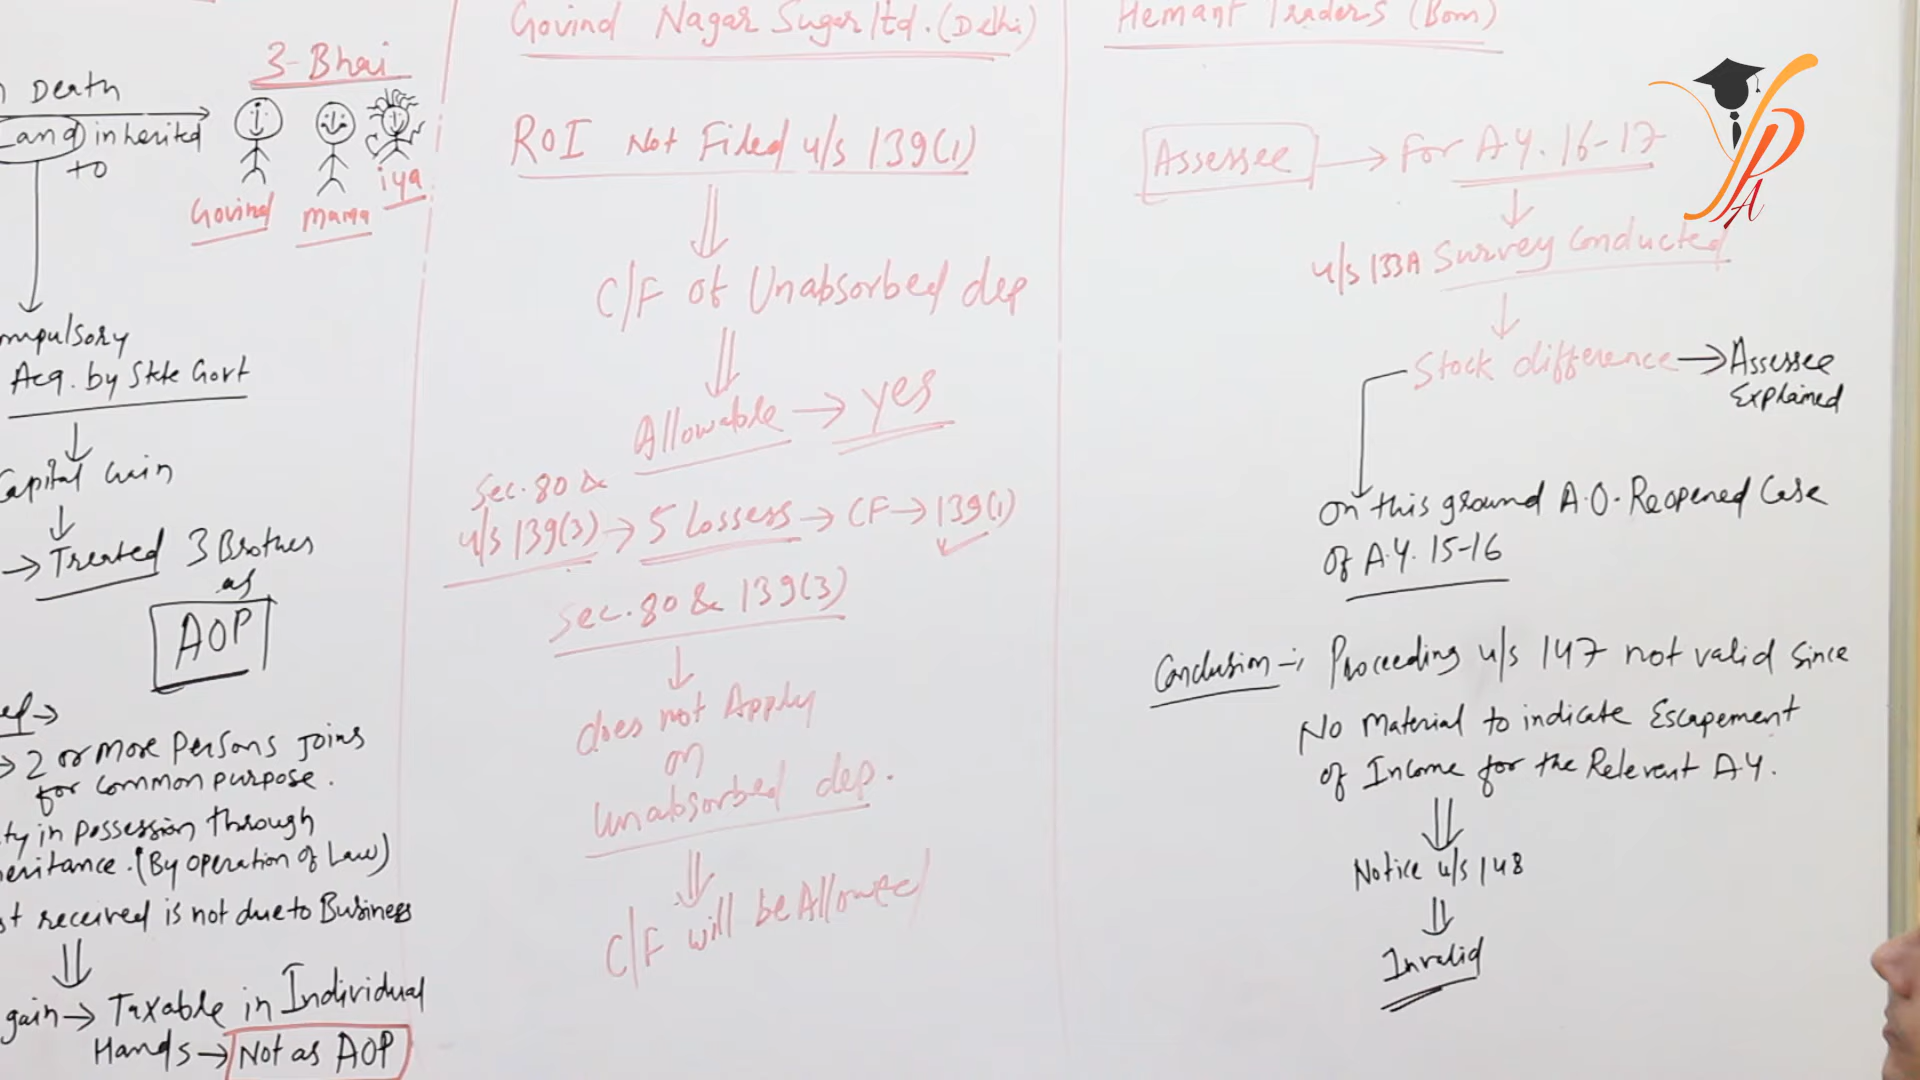 Death
3-Bhai
Land inherited
to
Govind
mama
iya
Compulsory
Acq. by State Govt
Capital Gain
→ Treated 3 Brothers
as
AOP
→ 2 or more Persons joins
for common purpose.
in possession through
(By operation of Law)
received is not due to Business
gain → Taxable in Individual
Hands → Not as AOP
Govind Nagar Sugar ltd. (Delhi)
ROI Not Filed u/s 139(1)
C/F of Unabsorbed dep
Allowable → yes
Sec. 80 &
u/s 139(3) → 5 Lossess → CF → 139(1)
Sec. 80 & 139(3)
does not Apply
on
Unabsorbed dep.
C/F will be Allowed
Hemant Traders (Bom)
Assessee → For A.Y. 16-17
u/s 133A Survey Conducted
Stock difference → Assessee
Explained
on this ground A.O. Reopened Case
of A.Y. 15-16
Conclusion :- Proceeding u/s 147 not valid since
No Material to indicate Escapement
of Income for the Relevent A.Y.
Notice u/s 148
Invalid
YPA